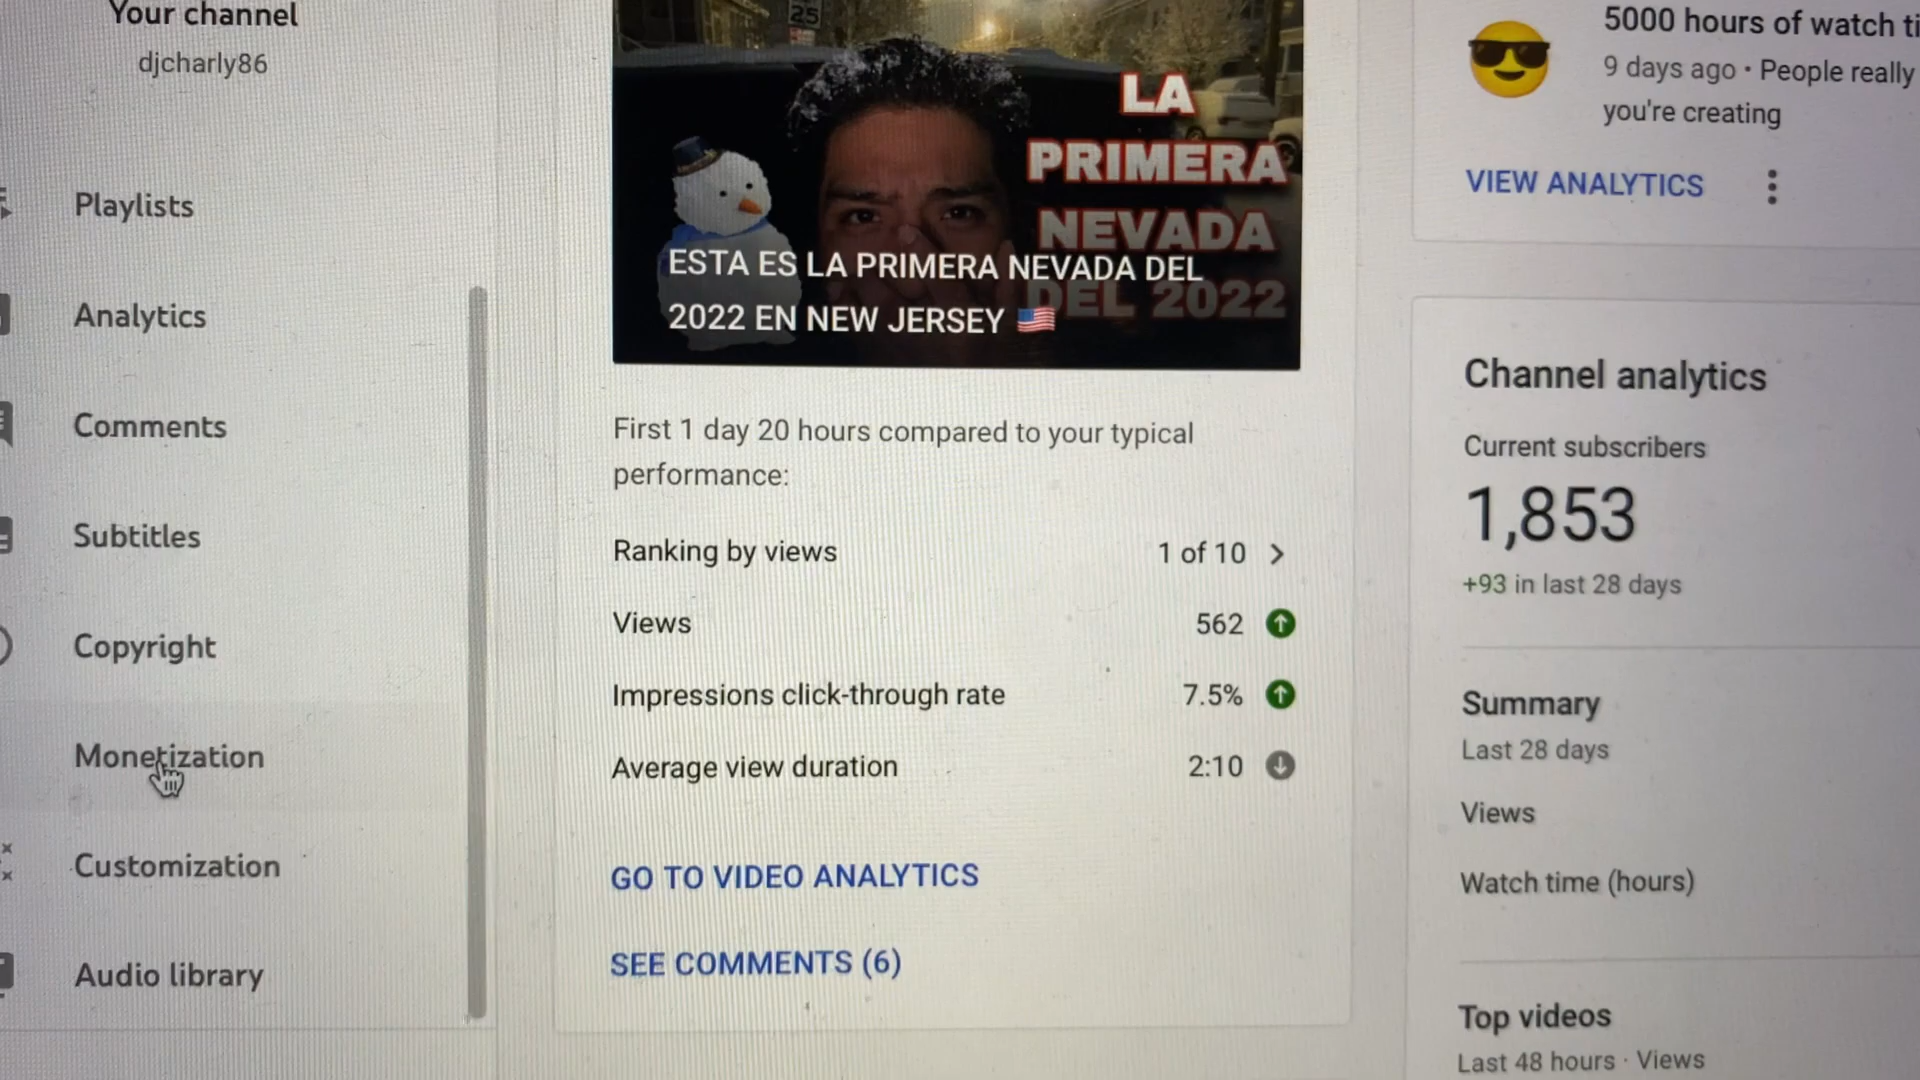 Your channel
djcharly86
Playlists
Analytics
Comments
Subtitles
Copyright
Monetization
Customization
Audio library
25
LA
PRIMERA
NEVADA
DEL 2022
ESTA ES LA PRIMERA NEVADA DEL
2022 EN NEW JERSEY 🇺🇸
First 1 day 20 hours compared to your typical
performance:
Ranking by views 1 of 10
Views 562
Impressions click-through rate 7.5%
Average view duration 2:10
GO TO VIDEO ANALYTICS
SEE COMMENTS (6)
5000 hours of watch ti
9 days ago · People really
you're creating
VIEW ANALYTICS
Channel analytics
Current subscribers
1,853
+93 in last 28 days
Summary
Last 28 days
Views
Watch time (hours)
Top videos
Last 48 hours · Views